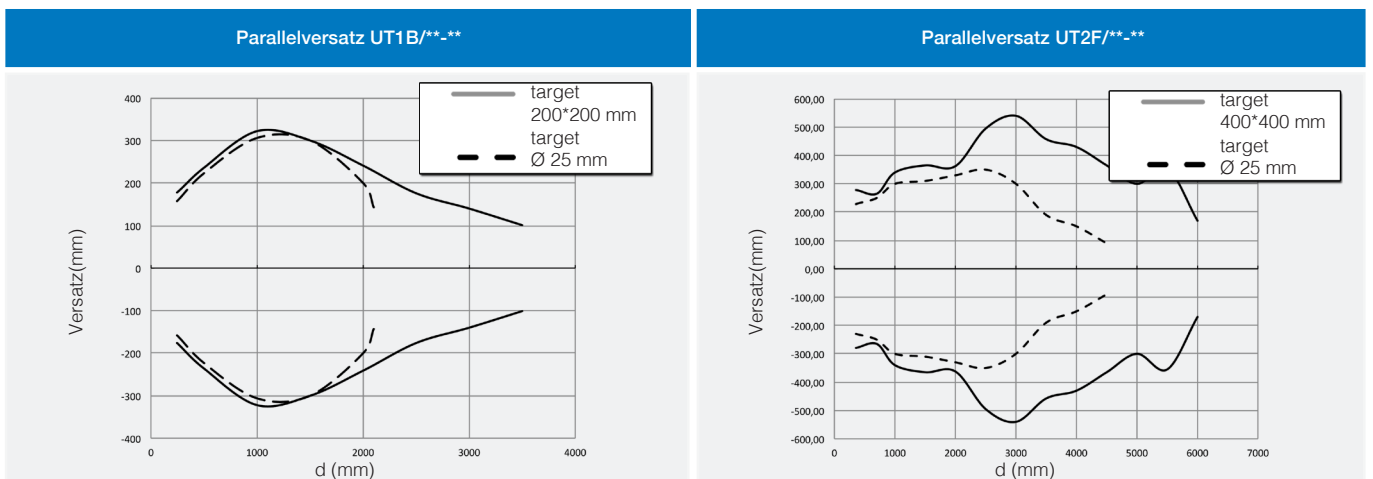 Parallelversatz UT1B/**-**
Parallelversatz UT2F/**-**
400
300
200
100
0
-100
-200
-300
-400
0
1000
2000
3000
4000
Versatz(mm)
d (mm)
target
200*200 mm
target
Ø 25 mm
600,00
500,00
400,00
300,00
200,00
100,00
0,00
-100,00
-200,00
-300,00
-400,00
-500,00
-600,00
0
1000
2000
3000
4000
5000
6000
7000
Versatz(mm)
d (mm)
target
400*400 mm
target
Ø 25 mm